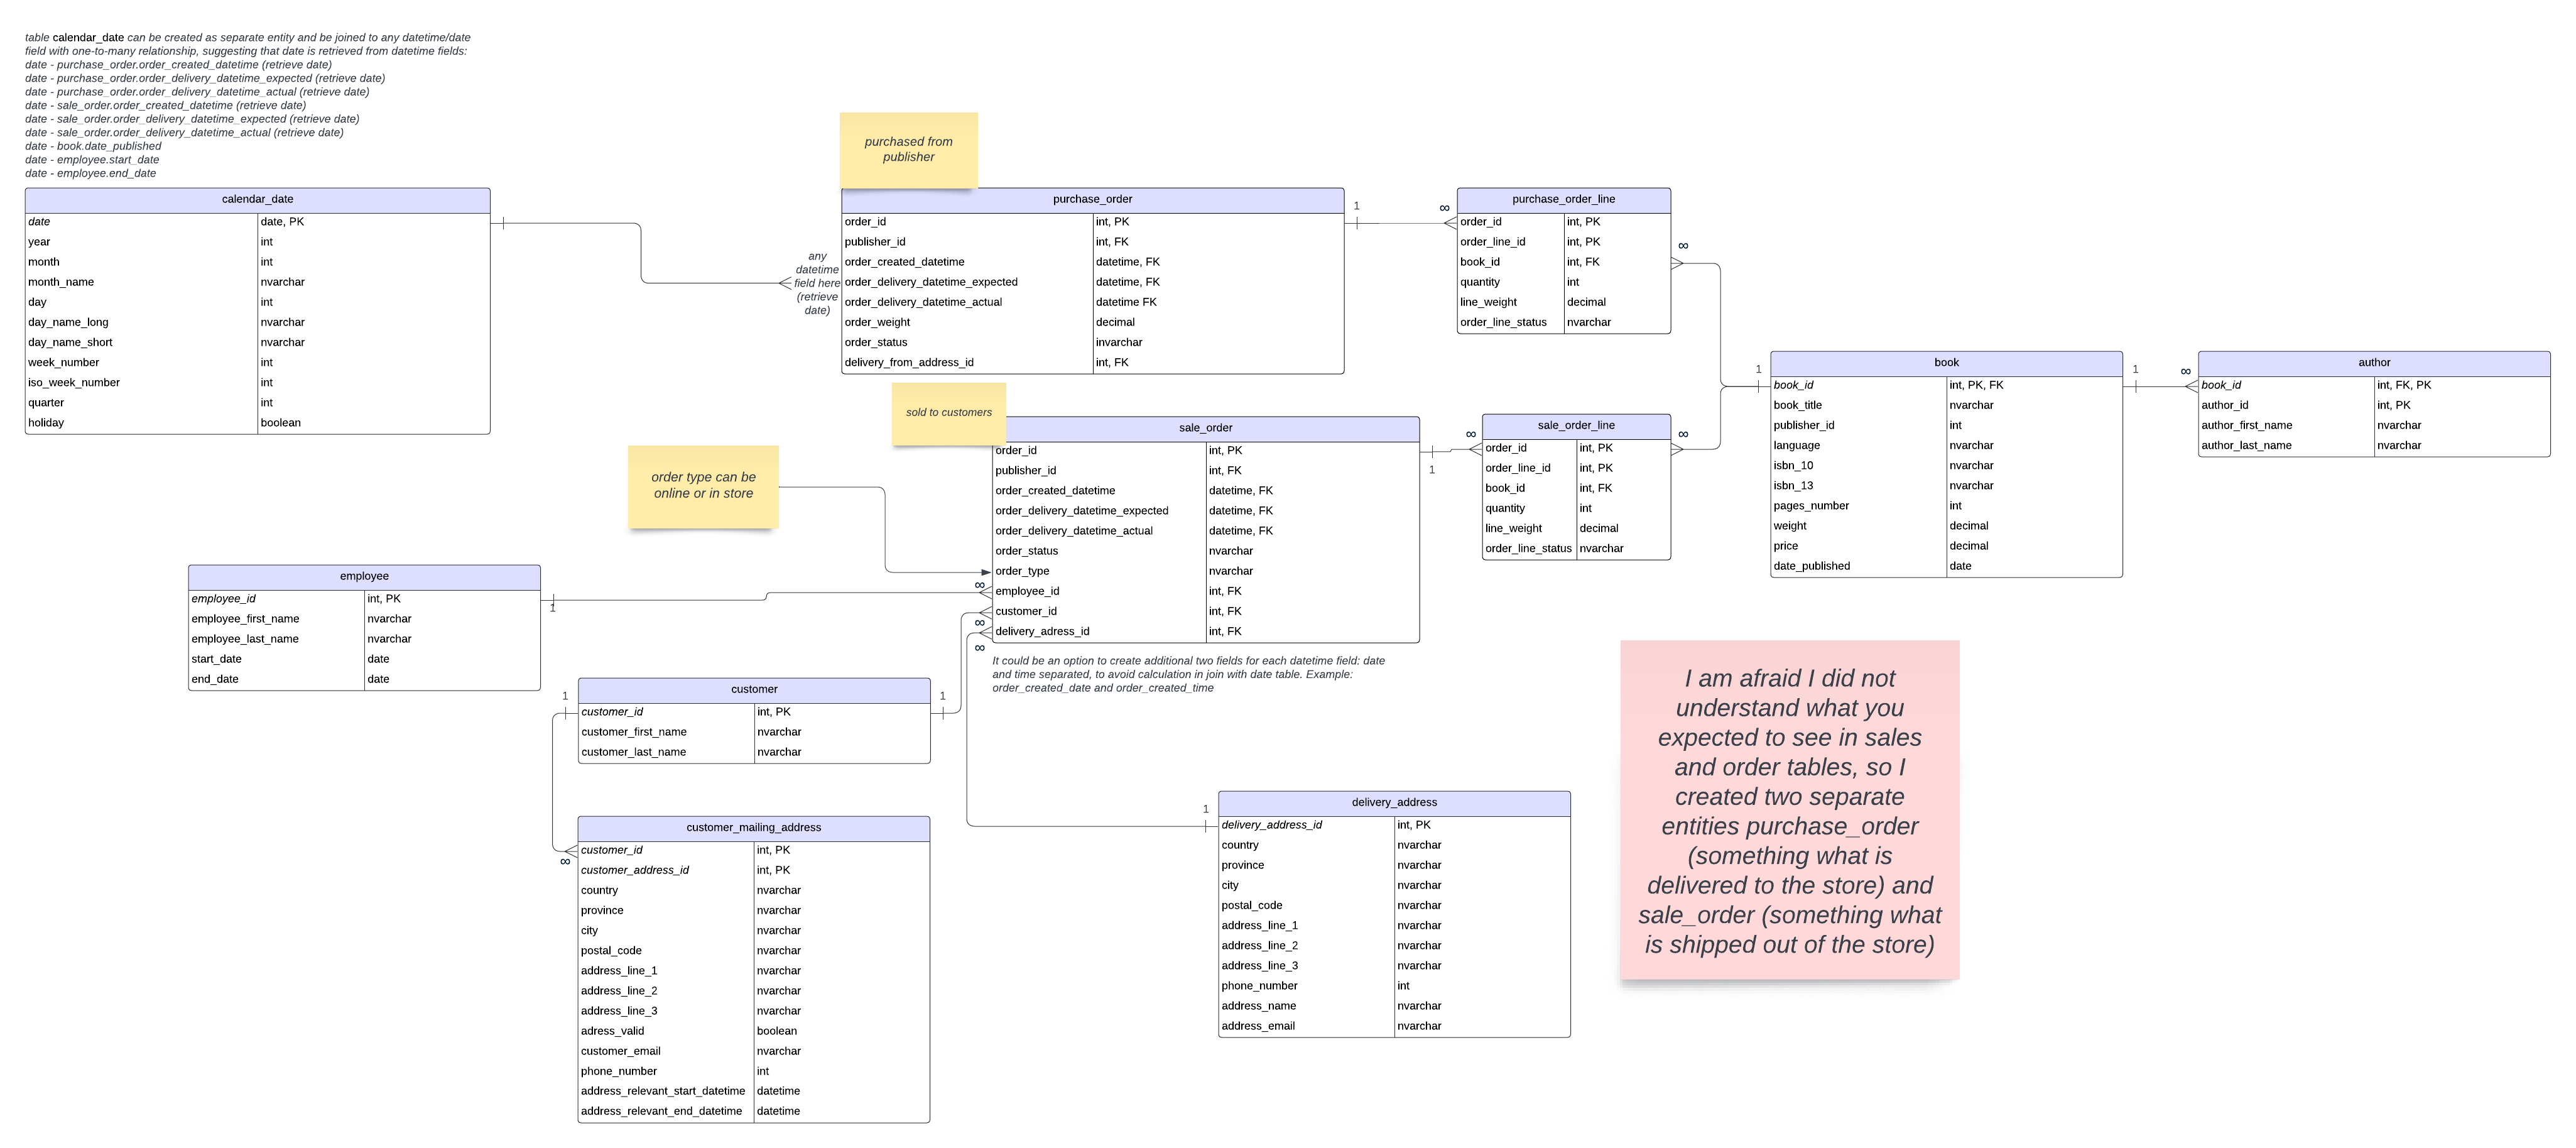 table calendar_date can be created as separate entity and be joined to any datetime/date
field with one-to-many relationship, suggesting that date is retrieved from datetime fields:
date - purchase_order.order_created_datetime (retrieve date)
date - purchase_order.order_delivery_datetime_expected (retrieve date)
date - purchase_order.order_delivery_datetime_actual (retrieve date)
date - sale_order.order_created_datetime (retrieve date)
date - sale_order.order_delivery_datetime_expected (retrieve date)
date - sale_order.order_delivery_datetime_actual (retrieve date)
date - book.date_published
date - employee.start_date
date - employee.end_date
calendar_date
date date, PK
year int
month int
month_name nvarchar
day int
day_name_long nvarchar
day_name_short nvarchar
week_number int
iso_week_number int
quarter int
holiday boolean
any
datetime
field here
(retrieve
date)
purchased from
publisher
purchase_order
order_id int, PK
publisher_id int, FK
order_created_datetime datetime, FK
order_delivery_datetime_expected datetime, FK
order_delivery_datetime_actual datetime FK
order_weight decimal
order_status invarchar
delivery_from_address_id int, FK
1
∞
purchase_order_line
order_id int, PK
order_line_id int, PK
book_id int, FK
quantity int
line_weight decimal
order_line_status nvarchar
∞
sold to customers
order type can be
online or in store
sale_order
order_id int, PK
publisher_id int, FK
order_created_datetime datetime, FK
order_delivery_datetime_expected datetime, FK
order_delivery_datetime_actual datetime, FK
order_status nvarchar
order_type nvarchar
employee_id int, FK
customer_id int, FK
delivery_adress_id int, FK
∞
∞
∞
It could be an option to create additional two fields for each datetime field: date
and time separated, to avoid calculation in join with date table. Example:
order_created_date and order_created_time
1
∞
sale_order_line
order_id int, PK
order_line_id int, PK
book_id int, FK
quantity int
line_weight decimal
order_line_status nvarchar
∞
1
book
book_id int, PK, FK
book_title nvarchar
publisher_id int
language nvarchar
isbn_10 nvarchar
isbn_13 nvarchar
pages_number int
weight decimal
price decimal
date_published date
1
∞
author
book_id int, FK, PK
author_id int, PK
author_first_name nvarchar
author_last_name nvarchar
employee
employee_id int, PK
employee_first_name nvarchar
employee_last_name nvarchar
start_date date
end_date date
1
1
customer
customer_id int, PK
customer_first_name nvarchar
customer_last_name nvarchar
1
∞
customer_mailing_address
customer_id int, PK
customer_address_id int, PK
country nvarchar
province nvarchar
city nvarchar
postal_code nvarchar
address_line_1 nvarchar
address_line_2 nvarchar
address_line_3 nvarchar
adress_valid boolean
customer_email nvarchar
phone_number int
address_relevant_start_datetime datetime
address_relevant_end_datetime datetime
1
delivery_address
delivery_address_id int, PK
country nvarchar
province nvarchar
city nvarchar
postal_code nvarchar
address_line_1 nvarchar
address_line_2 nvarchar
address_line_3 nvarchar
phone_number int
address_name nvarchar
address_email nvarchar
I am afraid I did not
understand what you
expected to see in sales
and order tables, so I
created two separate
entities purchase_order
(something what is
delivered to the store) and
sale_order (something what
is shipped out of the store)